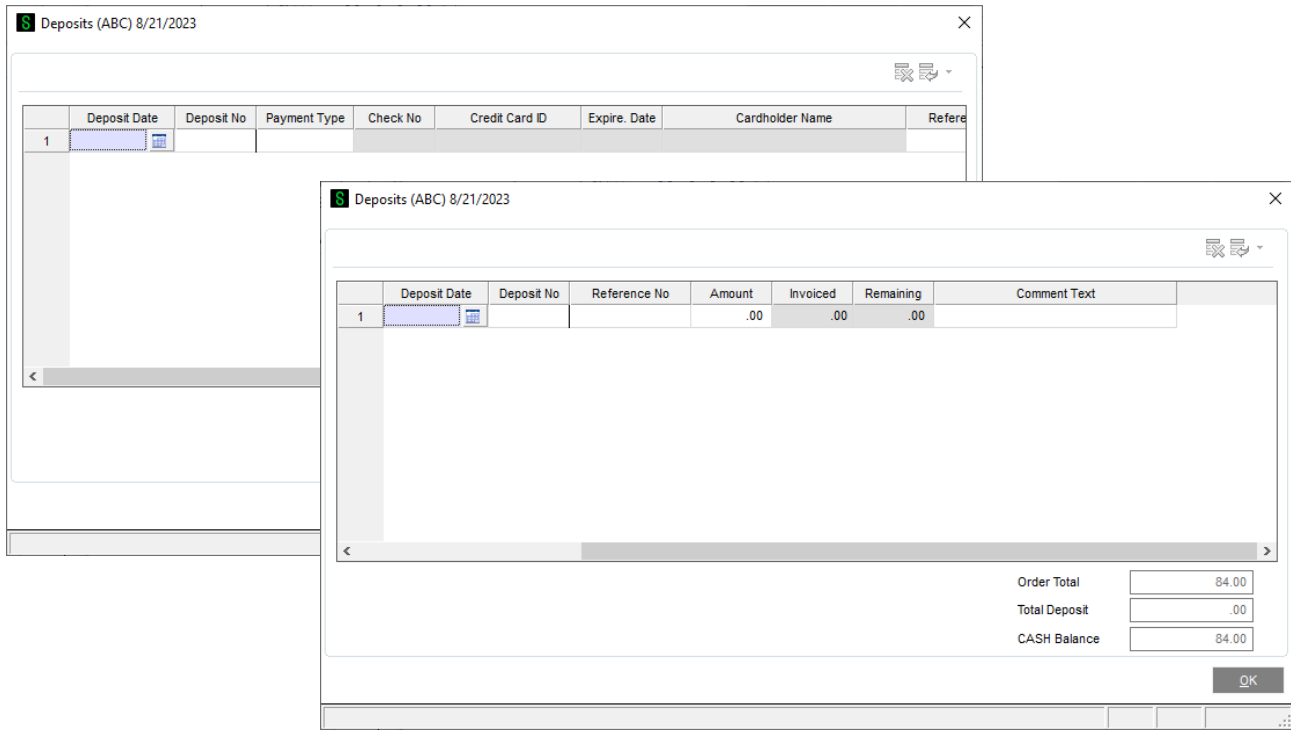 Deposits (ABC) 8/21/2023
Deposit Date Deposit No Payment Type Check No Credit Card ID Expire. Date Cardholder Name Refere
1
Deposits (ABC) 8/21/2023
Deposit Date Deposit No Reference No Amount Invoiced Remaining Comment Text
1 .00 .00 .00
Order Total 84.00
Total Deposit .00
CASH Balance 84.00
OK